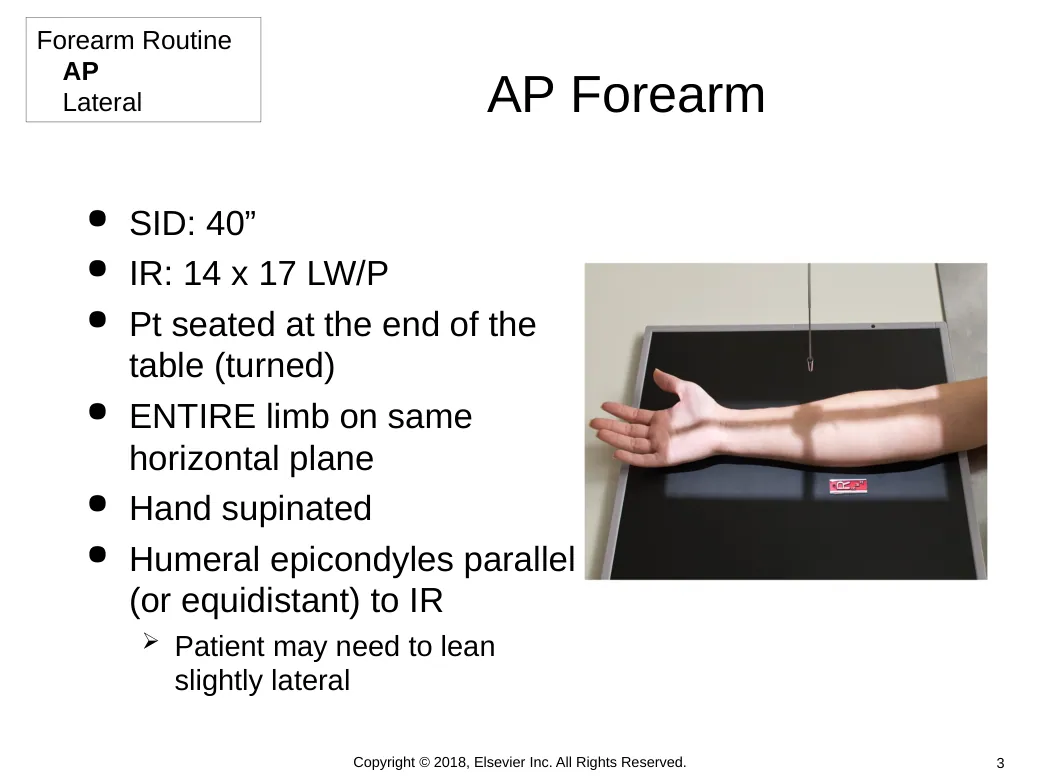 Forearm Routine
AP
Lateral
AP Forearm
SID: 40”
IR: 14 x 17 LW/P
Pt seated at the end of the
table (turned)
ENTIRE limb on same
horizontal plane
Hand supinated
Humeral epicondyles parallel
(or equidistant) to IR
Patient may need to lean
slightly lateral
R
Copyright © 2018, Elsevier Inc. All Rights Reserved.
3